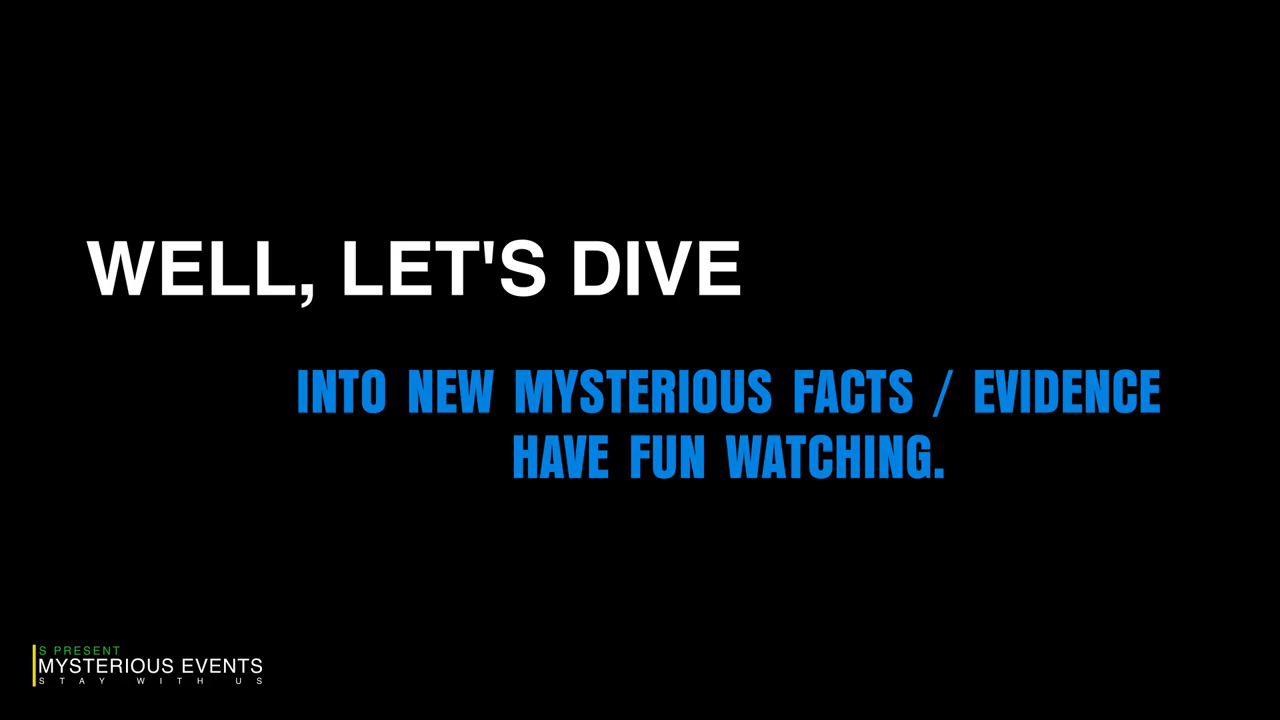 WELL, LET'S DIVE
INTO NEW MYSTERIOUS FACTS / EVIDENCE
HAVE FUN WATCHING.
S PRESENT
MYSTERIOUS EVENTS
STAY WITH US